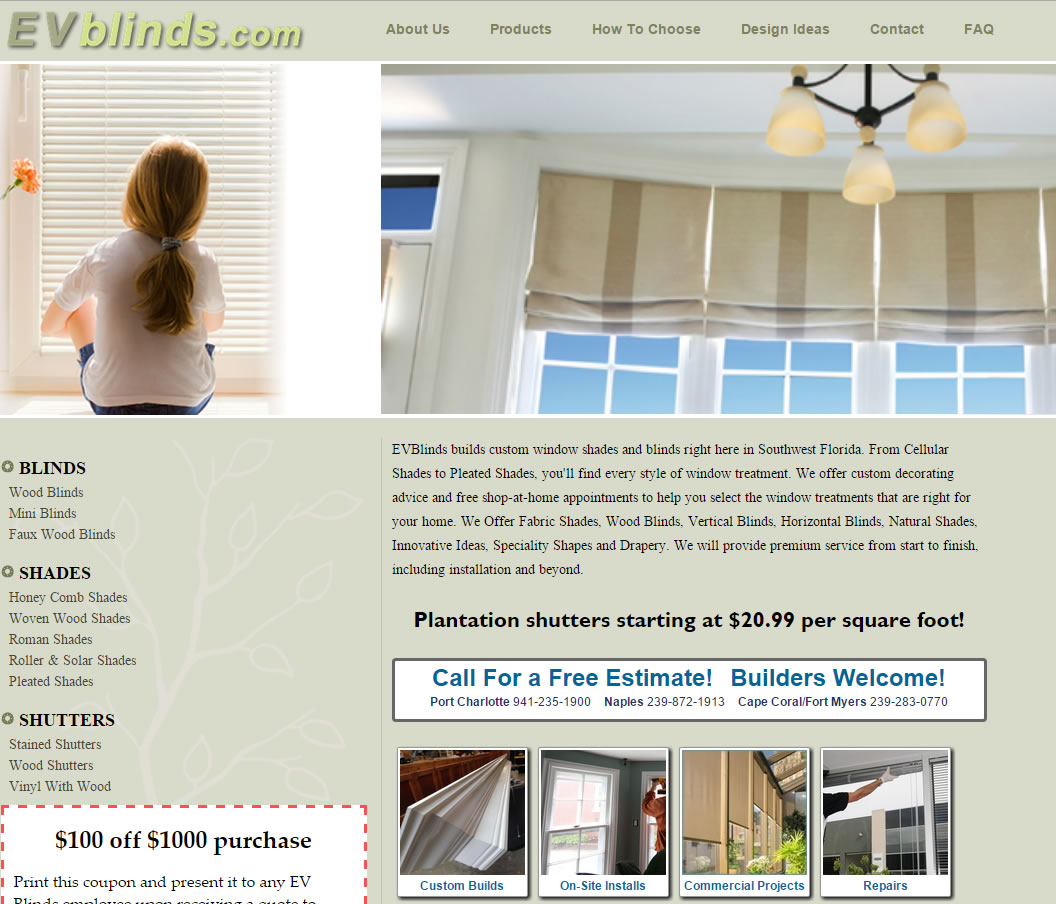 EVblinds.com
About Us Products How To Choose Design Ideas Contact FAQ
BLINDS
Wood Blinds
Mini Blinds
Faux Wood Blinds
SHADES
Honey Comb Shades
Woven Wood Shades
Roman Shades
Roller & Solar Shades
Pleated Shades
SHUTTERS
Stained Shutters
Wood Shutters
Vinyl With Wood
$100 off $1000 purchase
Print this coupon and present it to any EV
Blinds employee upon receiving a quote to
EVBlinds builds custom window shades and blinds right here in Southwest Florida. From Cellular
Shades to Pleated Shades, you'll find every style of window treatment. We offer custom decorating
advice and free shop-at-home appointments to help you select the window treatments that are right for
your home. We Offer Fabric Shades, Wood Blinds, Vertical Blinds, Horizontal Blinds, Natural Shades,
Innovative Ideas, Speciality Shapes and Drapery. We will provide premium service from start to finish,
including installation and beyond.
Plantation shutters starting at $20.99 per square foot!
Call For a Free Estimate! Builders Welcome!
Port Charlotte 941-235-1900 Naples 239-872-1913 Cape Coral/Fort Myers 239-283-0770
Custom Builds On-Site Installs Commercial Projects Repairs